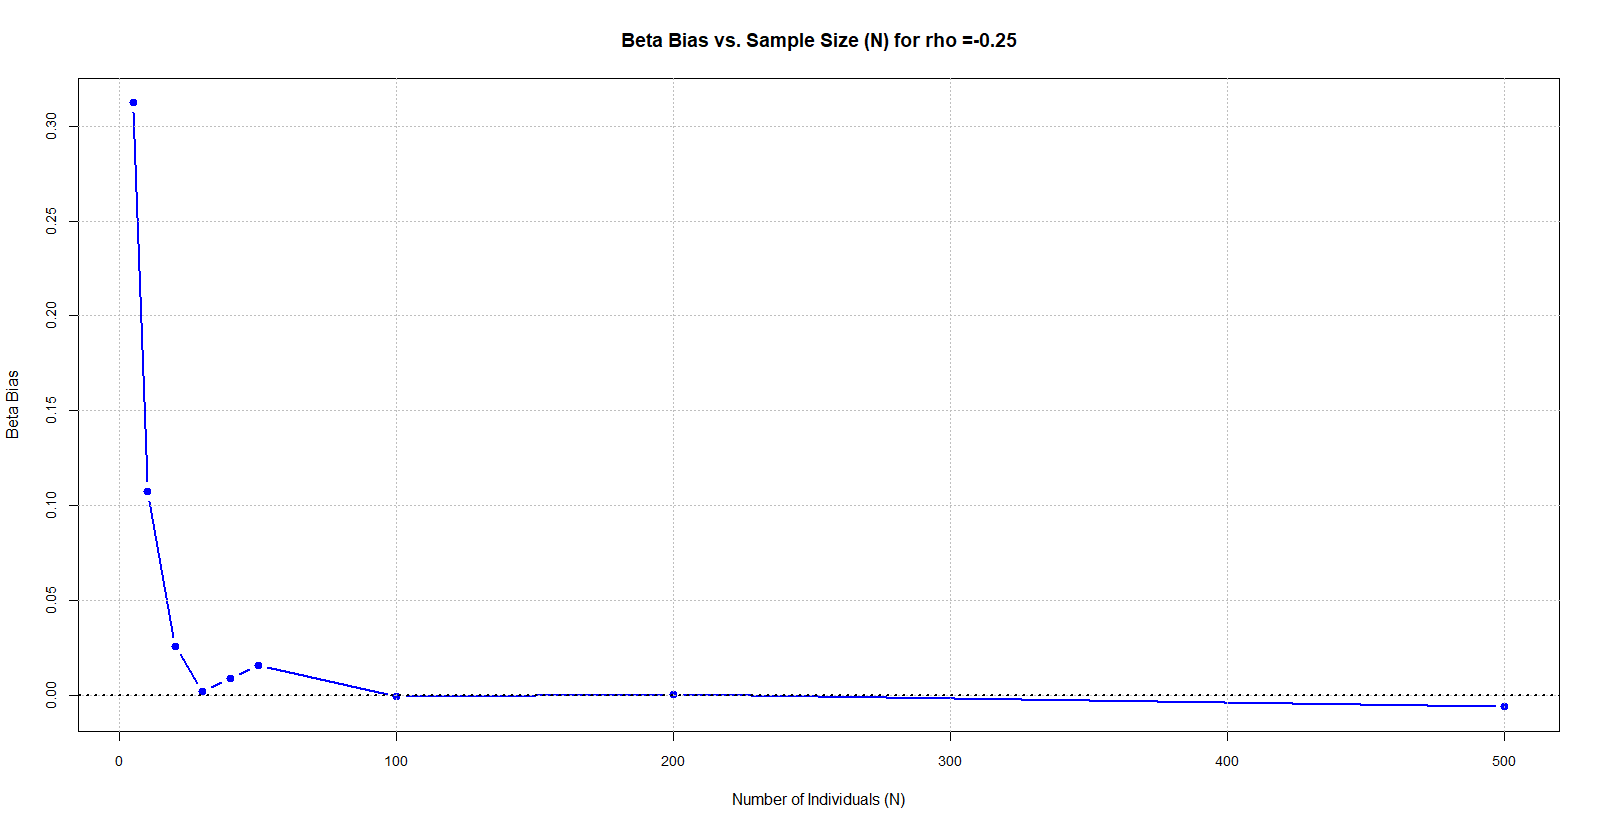 Beta Bias vs. Sample Size (N) for rho =-0.25
Beta Bias
0.30
0.25
0.20
0.15
0.10
0.05
0.00
0 100 200 300 400 500
Number of Individuals (N)